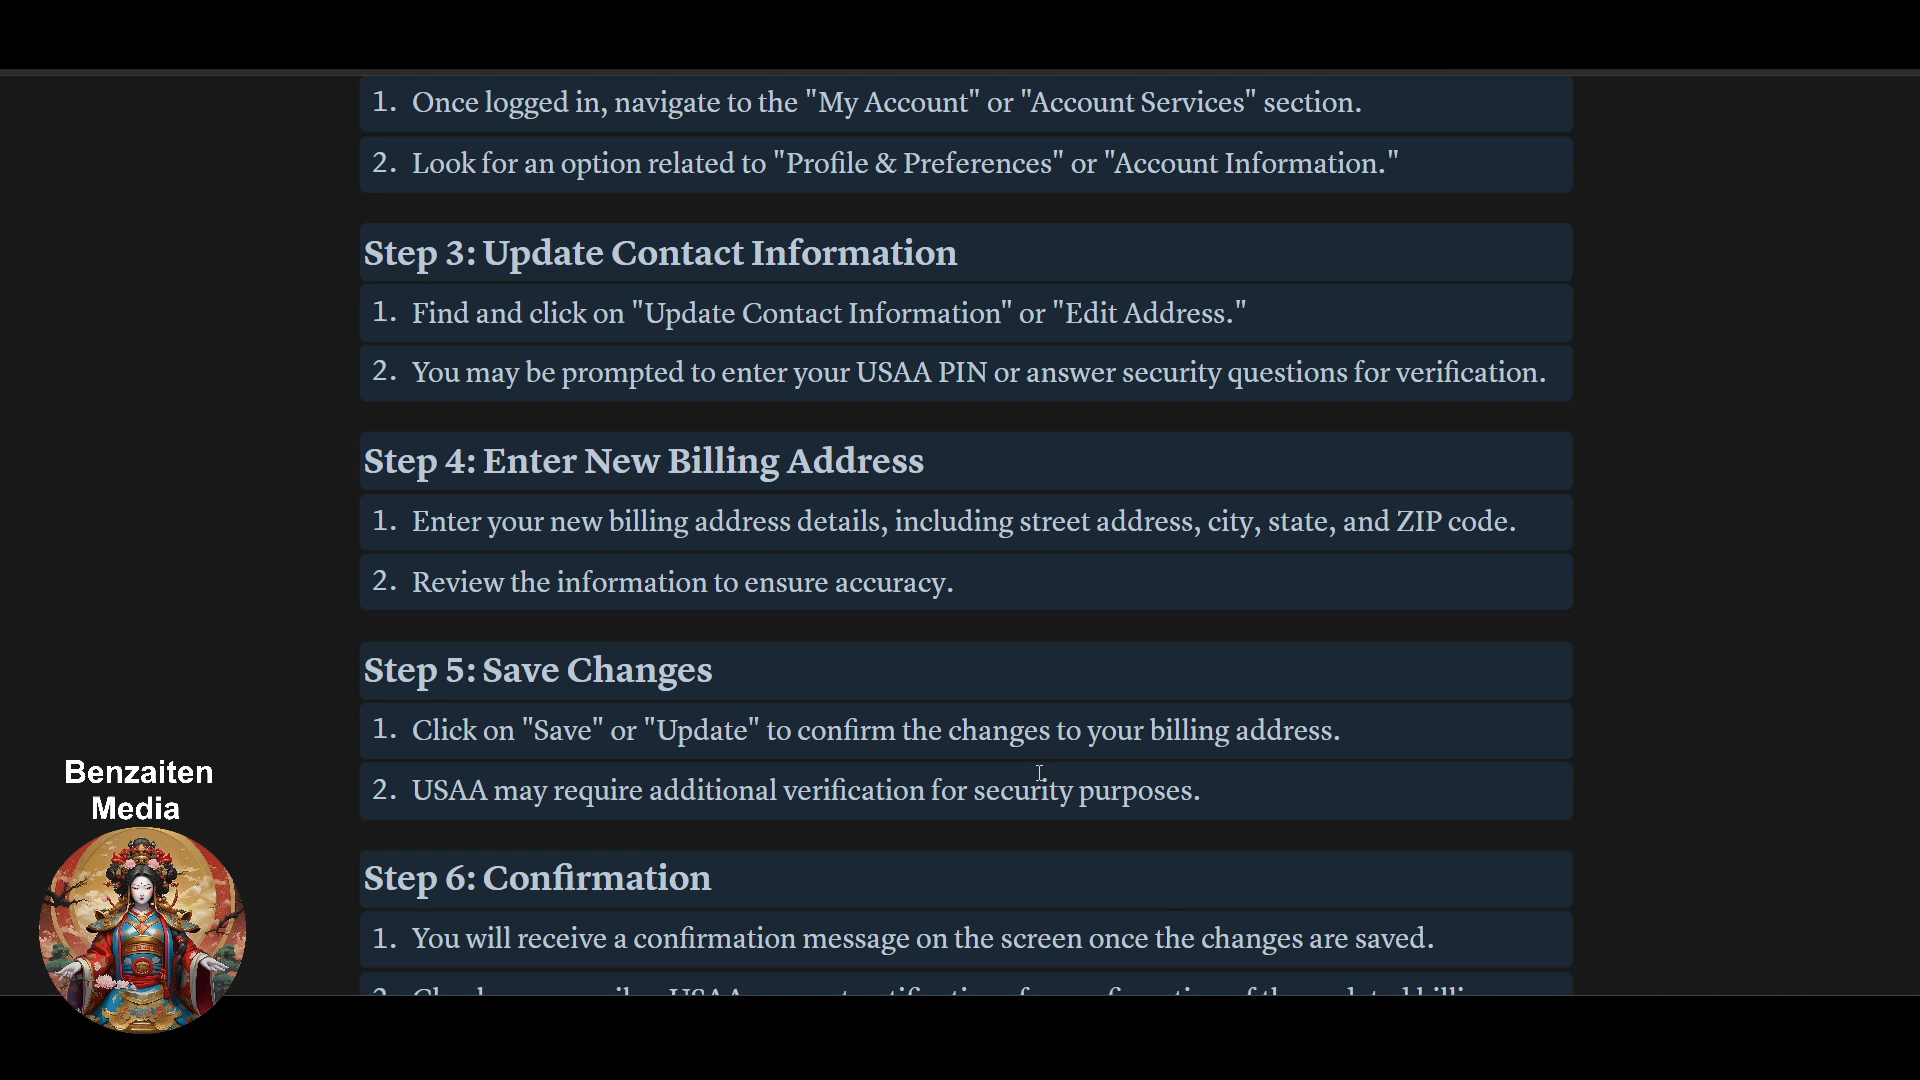 1. Once logged in, navigate to the "My Account" or "Account Services" section.
2. Look for an option related to "Profile & Preferences" or "Account Information."
Step 3: Update Contact Information
1. Find and click on "Update Contact Information" or "Edit Address."
2. You may be prompted to enter your USAA PIN or answer security questions for verification.
Step 4: Enter New Billing Address
1. Enter your new billing address details, including street address, city, state, and ZIP code.
2. Review the information to ensure accuracy.
Step 5: Save Changes
1. Click on "Save" or "Update" to confirm the changes to your billing address.
2. USAA may require additional verification for security purposes.
Step 6: Confirmation
1. You will receive a confirmation message on the screen once the changes are saved.
Benzaiten
Media